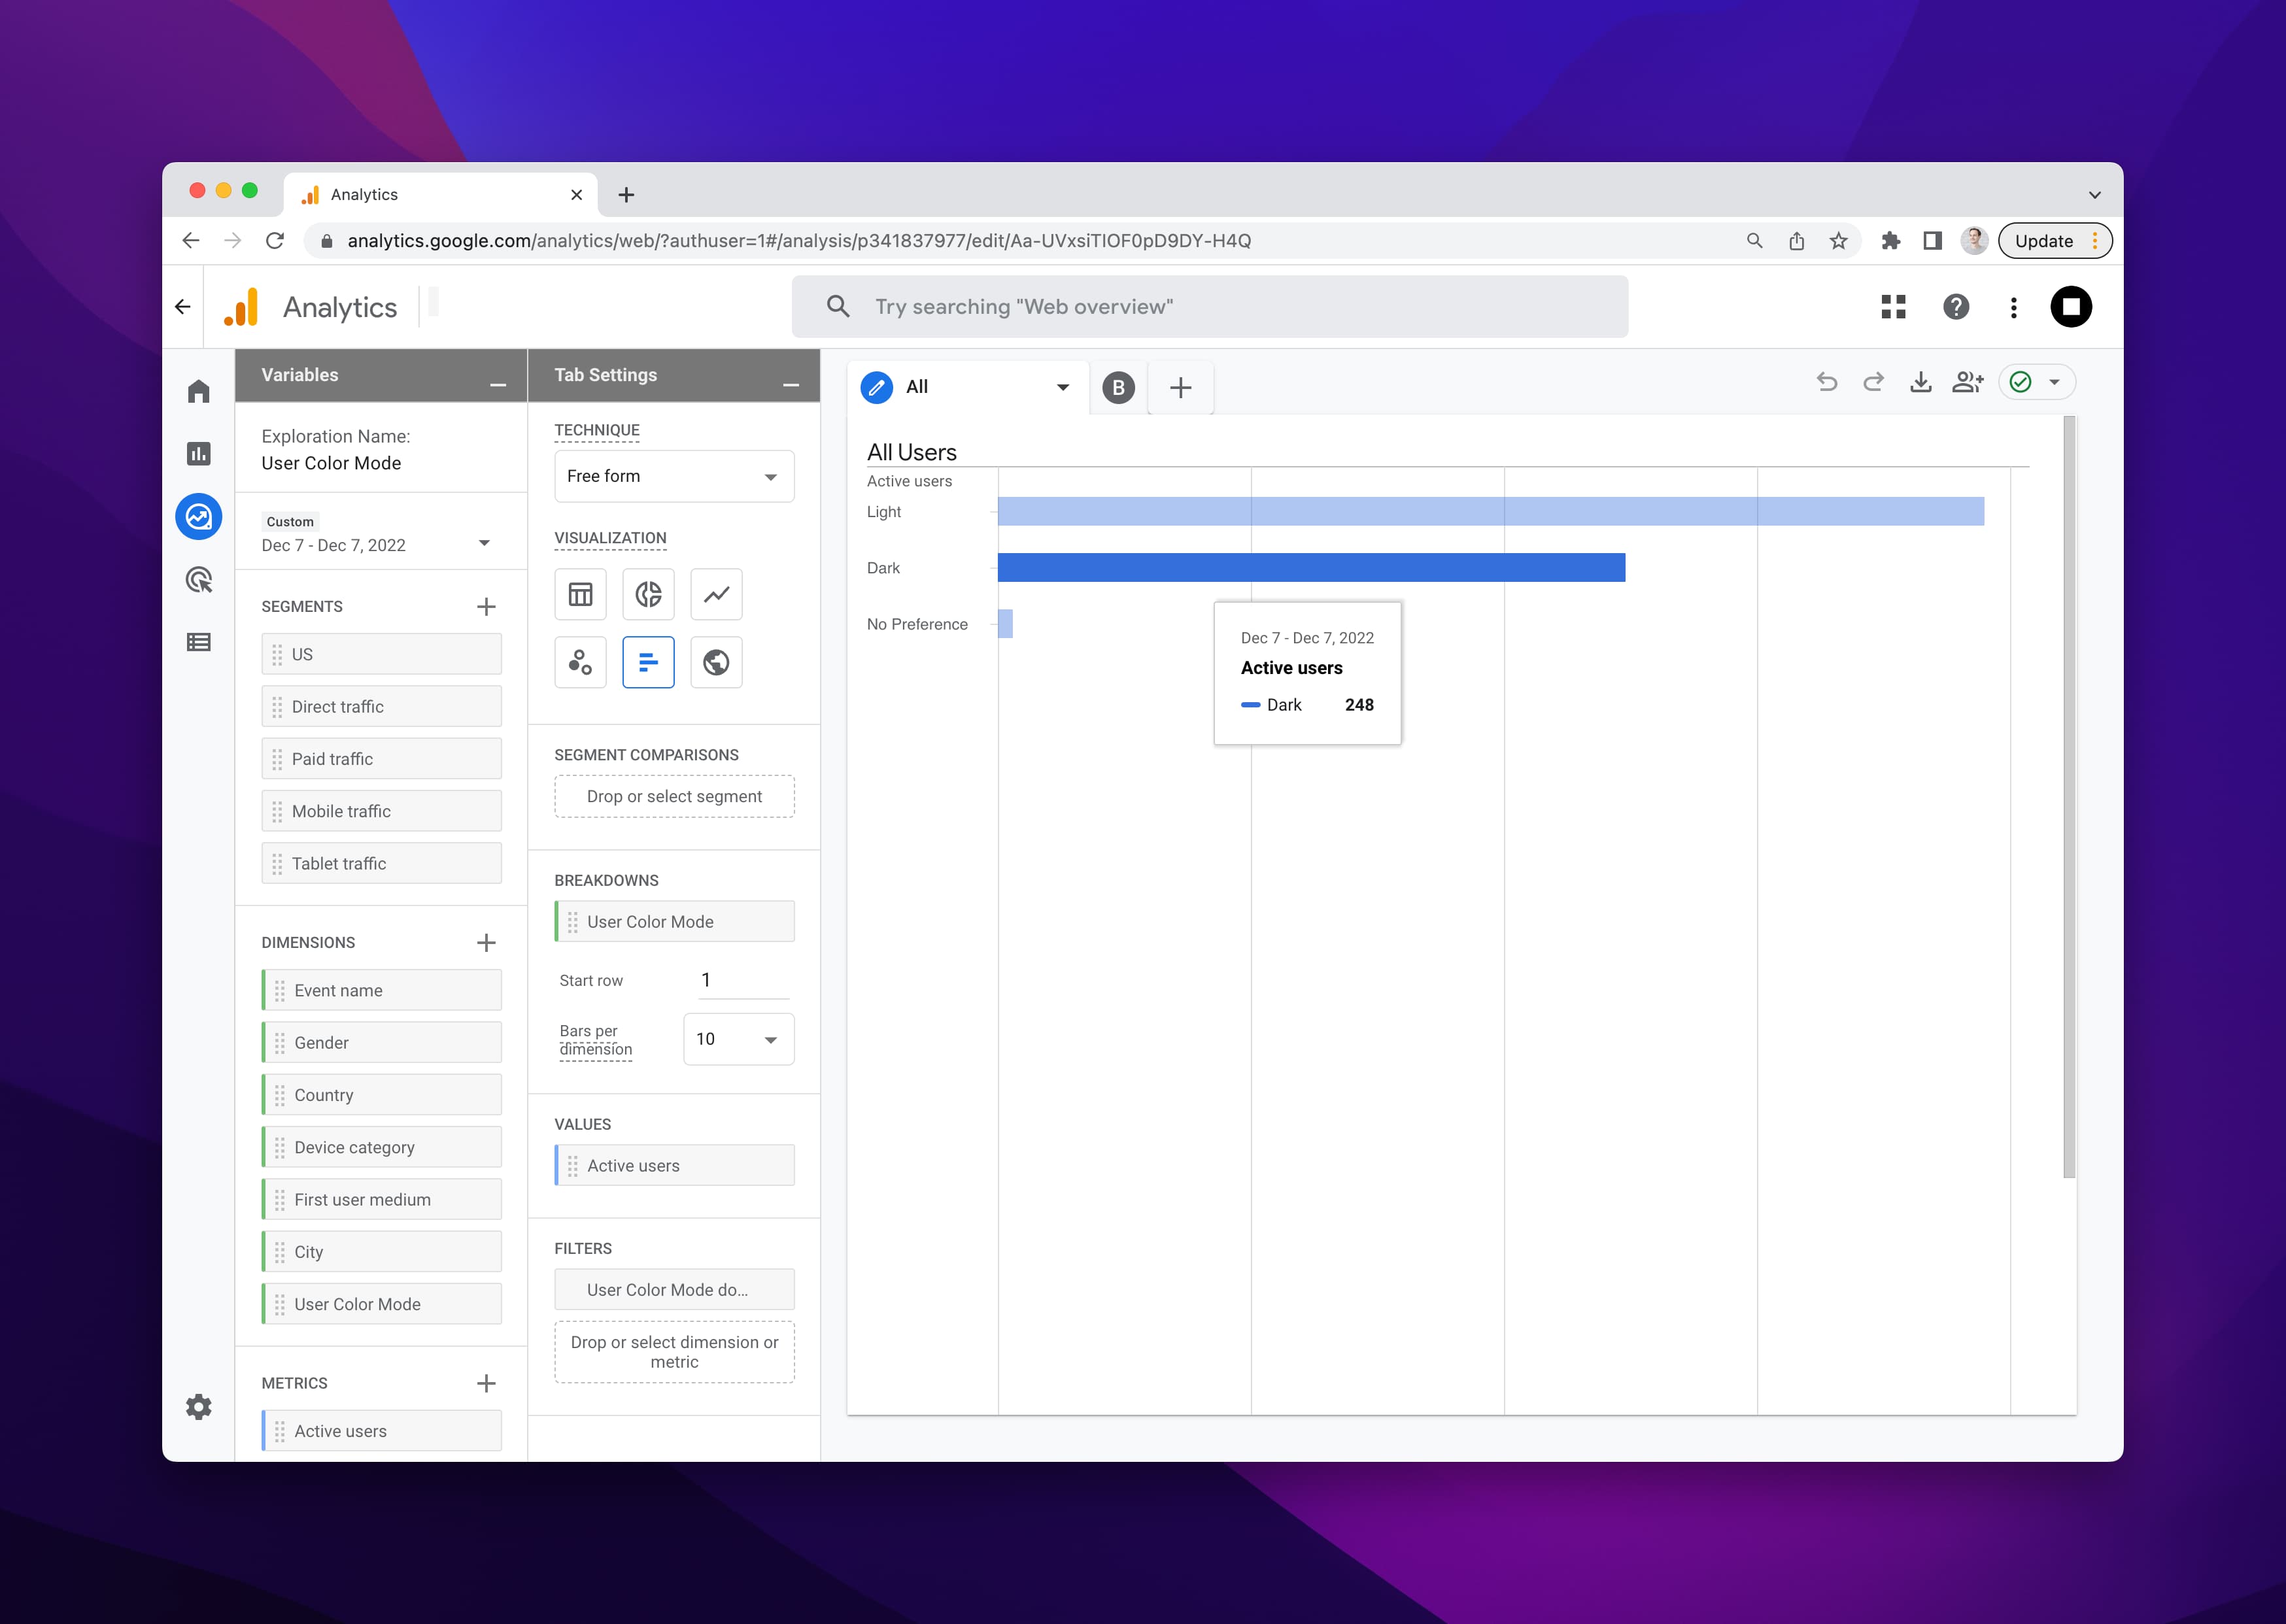 Analytics
analytics.google.com/analytics/web/?authuser=1#/analysis/p341837977/edit/Aa-UVxsiTlOF0pD9DY-H4Q
Update
Analytics
Try searching "Web overview"
Variables
Exploration Name:
User Color Mode
Custom
Dec 7 - Dec 7, 2022
SEGMENTS
US
Direct traffic
Paid traffic
Mobile traffic
Tablet traffic
DIMENSIONS
Event name
Gender
Country
Device category
First user medium
City
User Color Mode
METRICS
Active users
Tab Settings
TECHNIQUE
Free form
VISUALIZATION
SEGMENT COMPARISONS
Drop or select segment
BREAKDOWNS
User Color Mode
Start row 1
Bars per
dimension
10
VALUES
Active users
FILTERS
User Color Mode do...
Drop or select dimension or
metric
All
B
All Users
Active users
Light
Dark
No Preference
Dec 7 - Dec 7, 2022
Active users
Dark 248